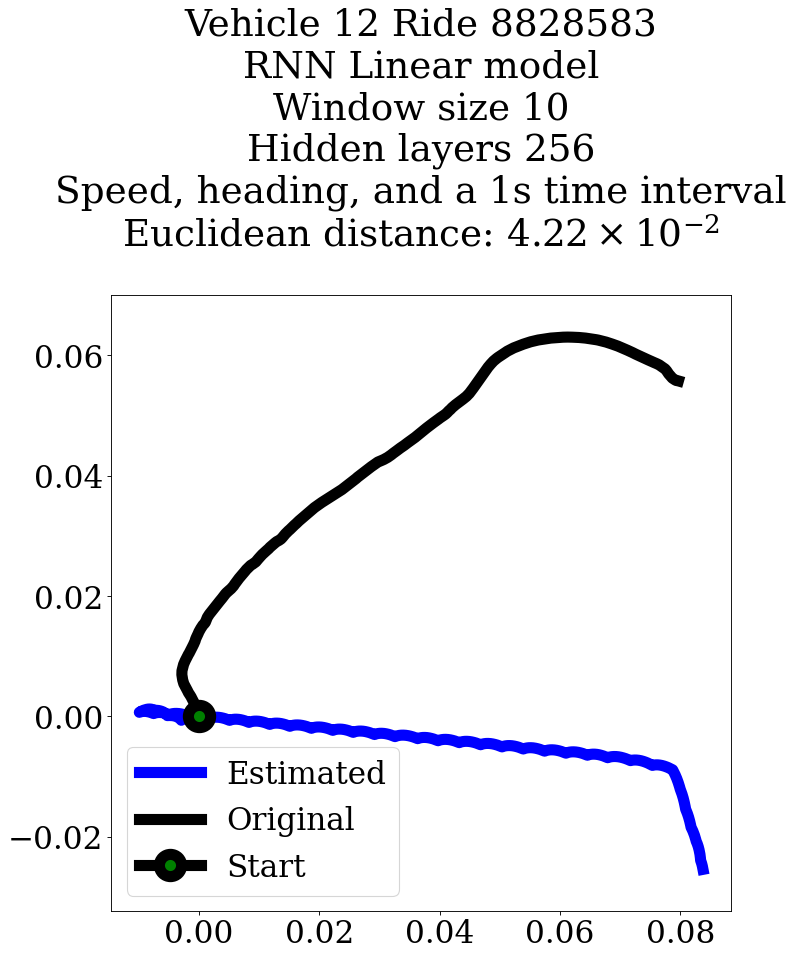 Vehicle 12 Ride 8828583
RNN Linear model
Window size 10
Hidden layers 256
Speed, heading, and a 1s time interval
Euclidean distance: 4.22 × 10⁻²
0.06
0.04
0.02
0.00
−0.02
Estimated
Original
Start
0.00 0.02 0.04 0.06 0.08